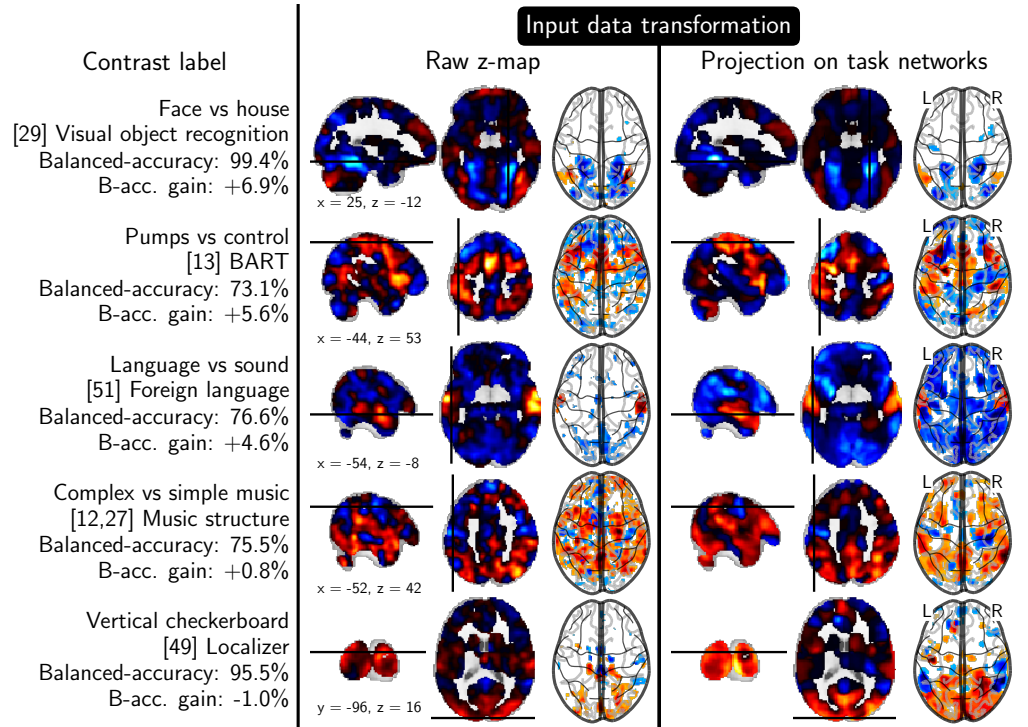 Input data transformation
Contrast label
Raw z-map
Projection on task networks
Face vs house
[29] Visual object recognition
Balanced-accuracy: 99.4%
B-acc. gain: +6.9%
x = 25, z = -12
L R
Pumps vs control
[13] BART
Balanced-accuracy: 73.1%
B-acc. gain: +5.6%
x = -44, z = 53
L R
Language vs sound
[51] Foreign language
Balanced-accuracy: 76.6%
B-acc. gain: +4.6%
x = -54, z = -8
L R
Complex vs simple music
[12,27] Music structure
Balanced-accuracy: 75.5%
B-acc. gain: +0.8%
x = -52, z = 42
L R
Vertical checkerboard
[49] Localizer
Balanced-accuracy: 95.5%
B-acc. gain: -1.0%
y = -96, z = 16
L R